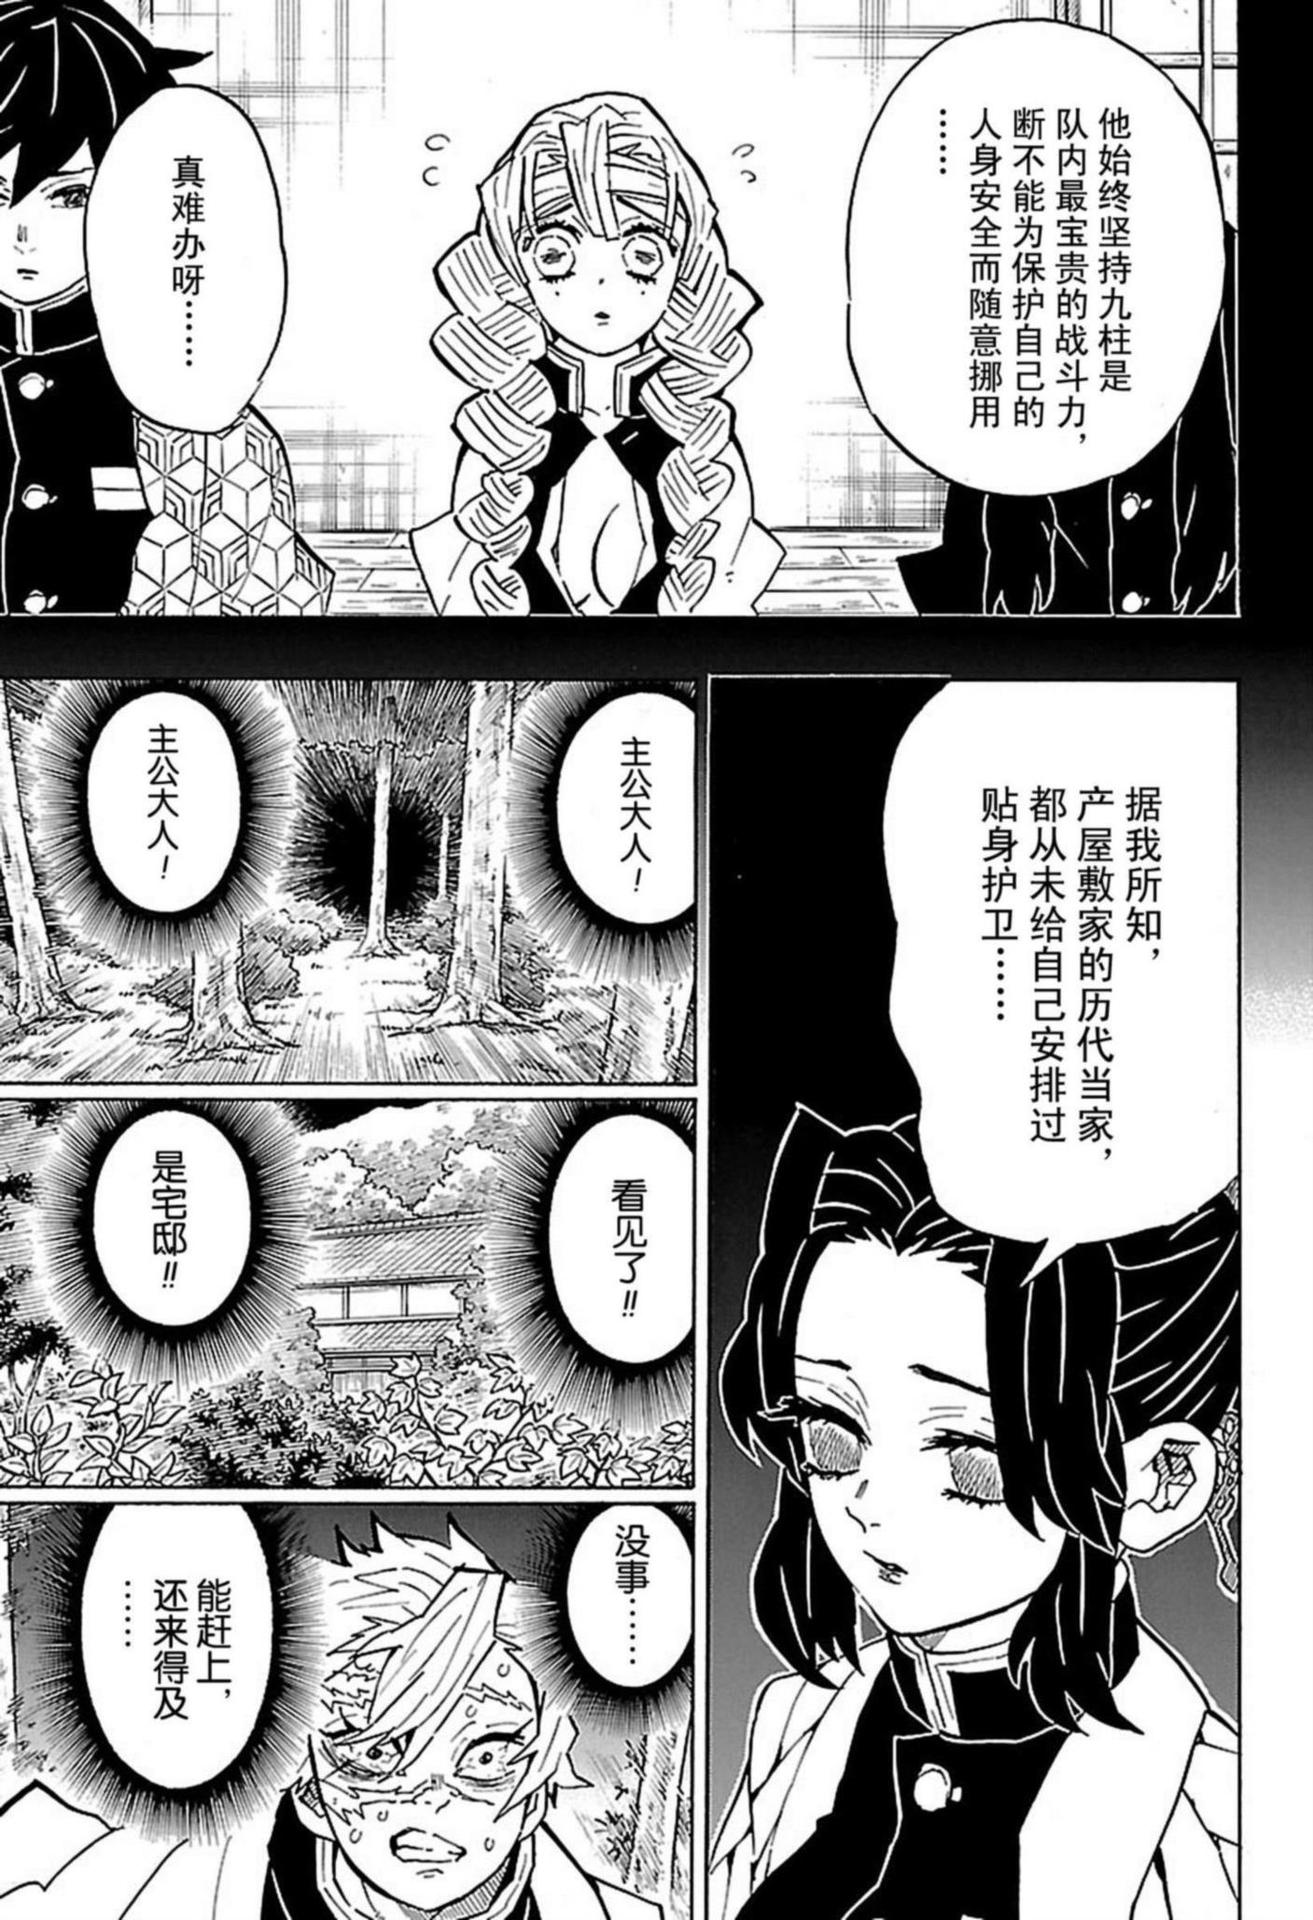 他始终坚持九柱是
队内最宝贵的战斗力，
断不能为保护自己的
人身安全而随意挪用
……
真难办呀……
据我所知，
产屋敷家的历代当家，
都从未给自己安排过
贴身护卫……
主公大人！
主公大人！
看见了!!
是宅邸!!
没事……
能赶上，
还来得及
……